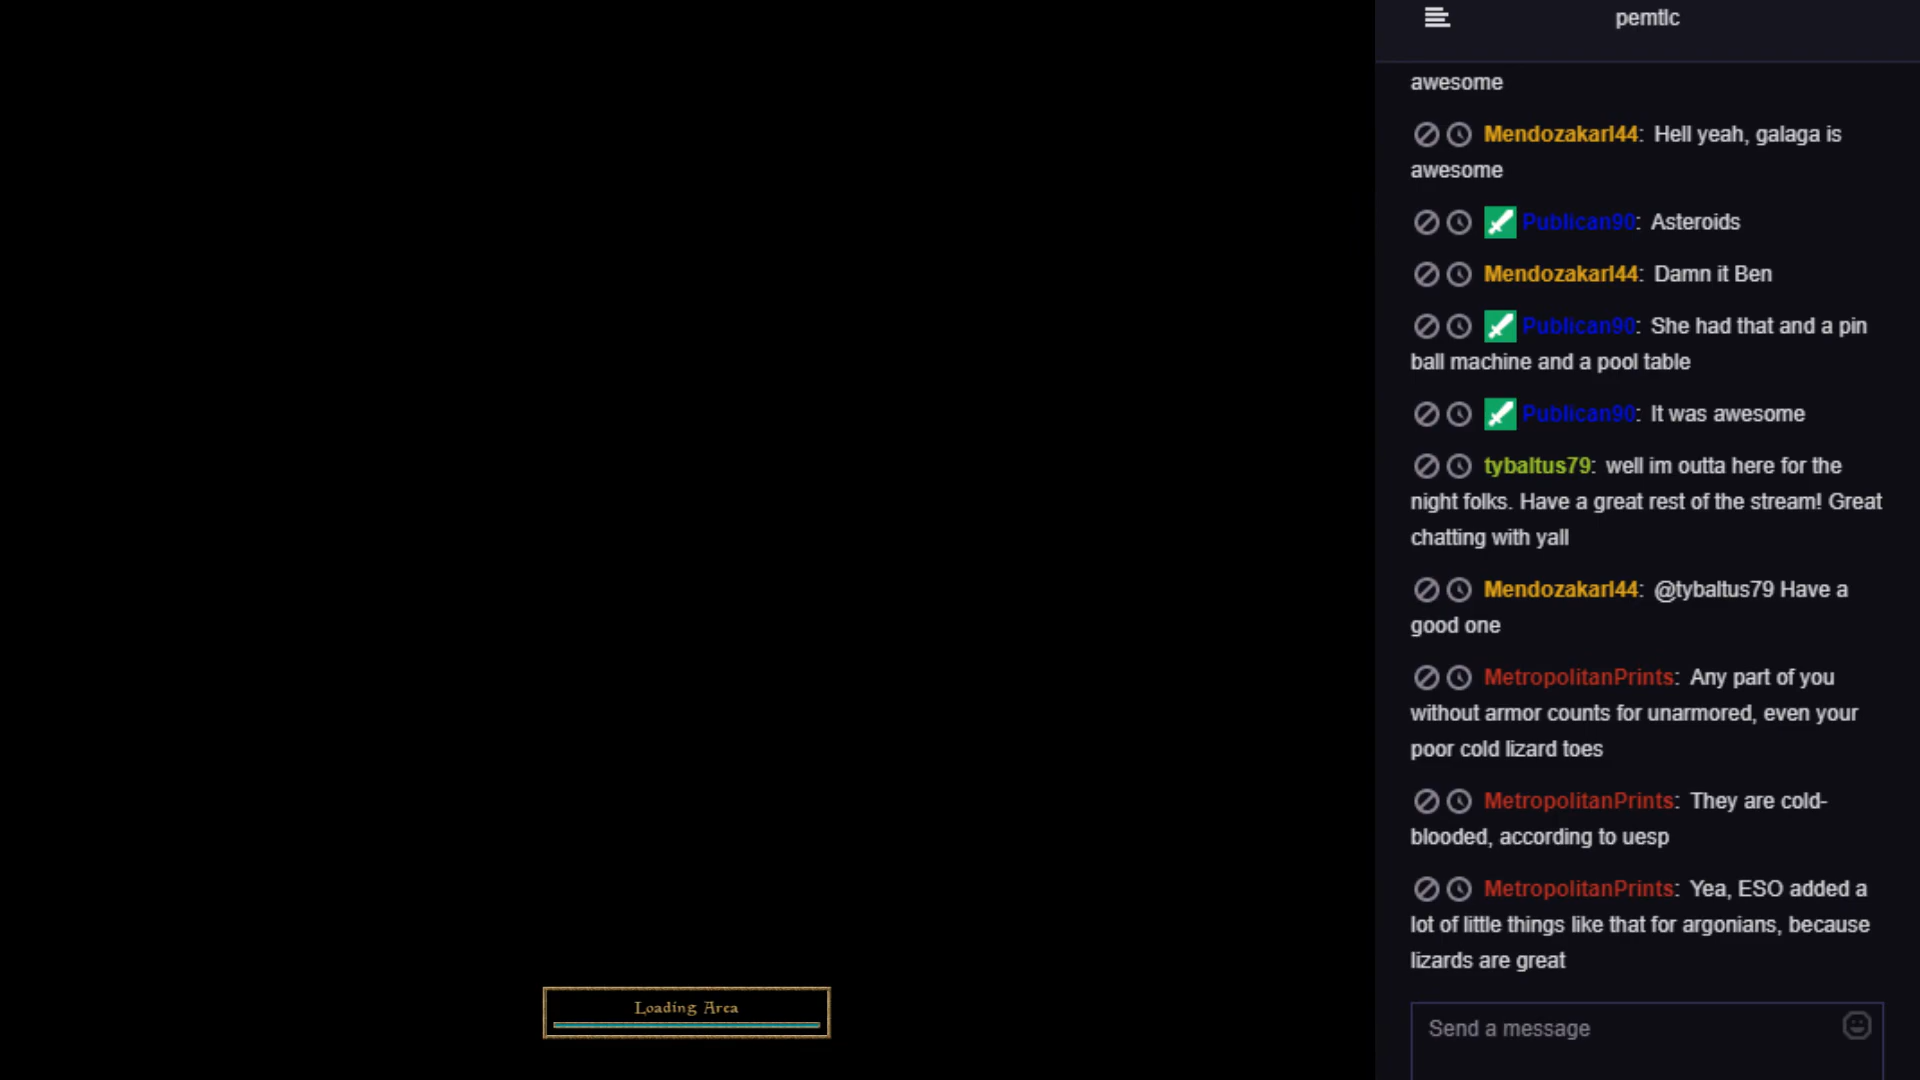 pemtlc
awesome
Mendozakarl44: Hell yeah, galaga is
awesome
Publican90: Asteroids
Mendozakarl44: Damn it Ben
Publican90: She had that and a pin
ball machine and a pool table
Publican90: It was awesome
tybaltus79: well im outta here for the
night folks. Have a great rest of the stream! Great
chatting with yall
Mendozakarl44: @tybaltus79 Have a
good one
MetropolitanPrints: Any part of you
without armor counts for unarmored, even your
poor cold lizard toes
MetropolitanPrints: They are cold-
blooded, according to uesp
MetropolitanPrints: Yea, ESO added a
lot of little things like that for argonians, because
lizards are great
Loading Area
Send a message